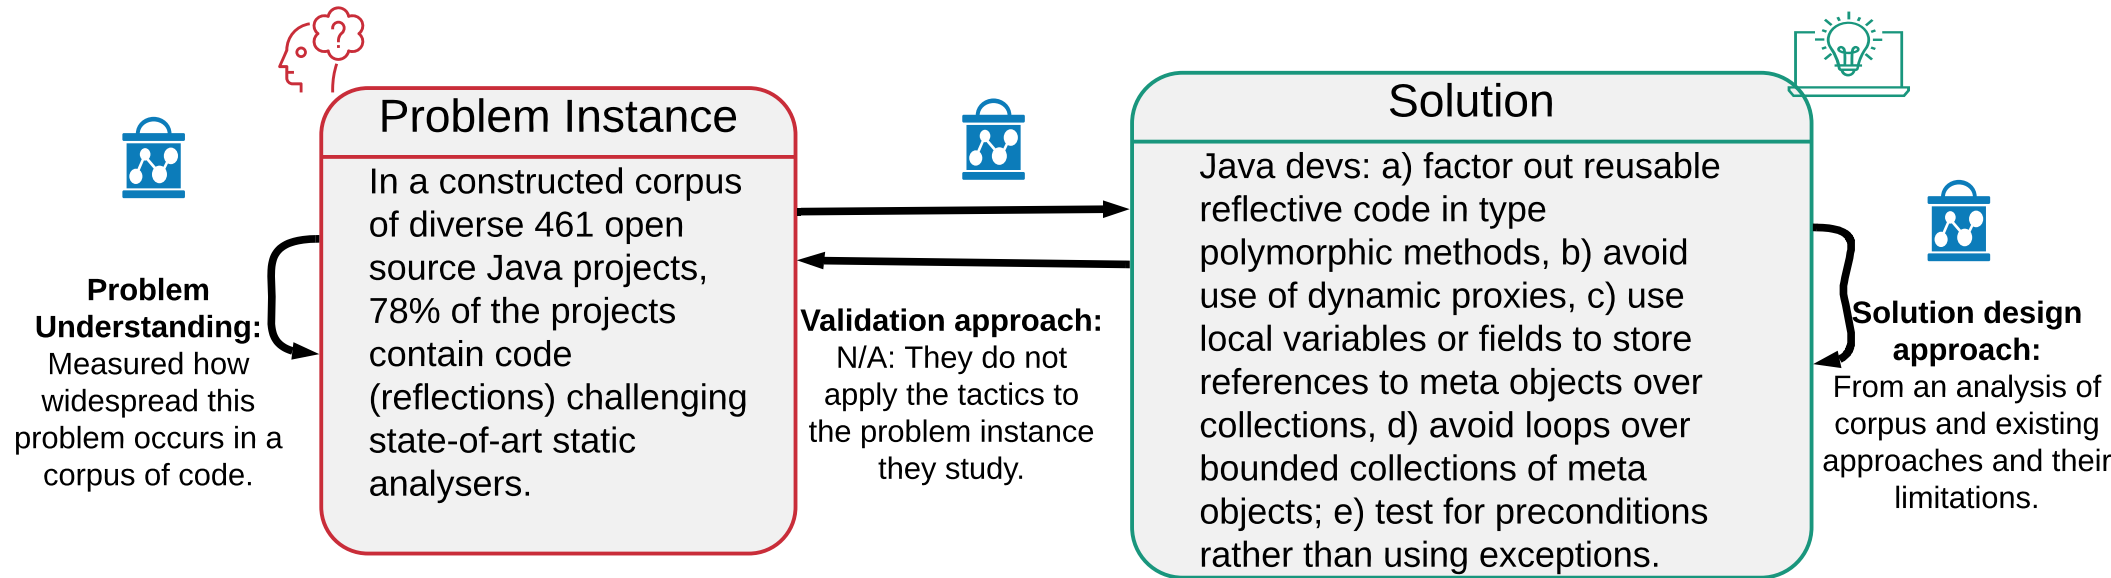 ?
Problem Instance
In a constructed corpus
of diverse 461 open
source Java projects,
78% of the projects
contain code
(reflections) challenging
state-of-art static
analysers.
Problem
Understanding:
Measured how
widespread this
problem occurs in a
corpus of code.
Validation approach:
N/A: They do not
apply the tactics to
the problem instance
they study.
Solution
Java devs: a) factor out reusable
reflective code in type
polymorphic methods, b) avoid
use of dynamic proxies, c) use
local variables or fields to store
references to meta objects over
collections, d) avoid loops over
bounded collections of meta
objects; e) test for preconditions
rather than using exceptions.
Solution design
approach:
From an analysis of
corpus and existing
approaches and their
limitations.